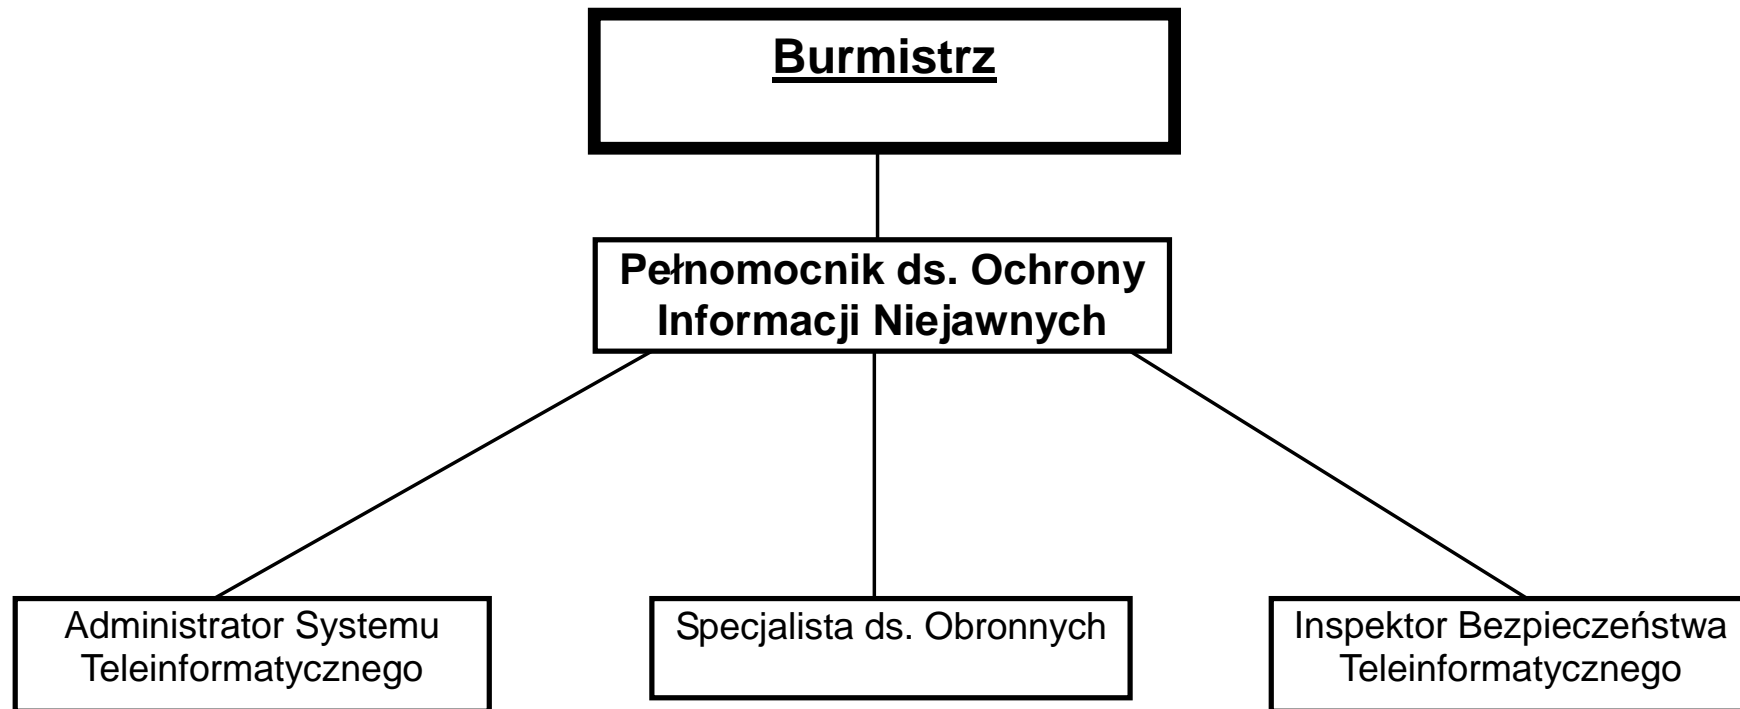 Burmistrz
Pełnomocnik ds. Ochrony
Informacji Niejawnych
Administrator Systemu
Teleinformatycznego
Specjalista ds. Obronnych
Inspektor Bezpieczeństwa
Teleinformatycznego